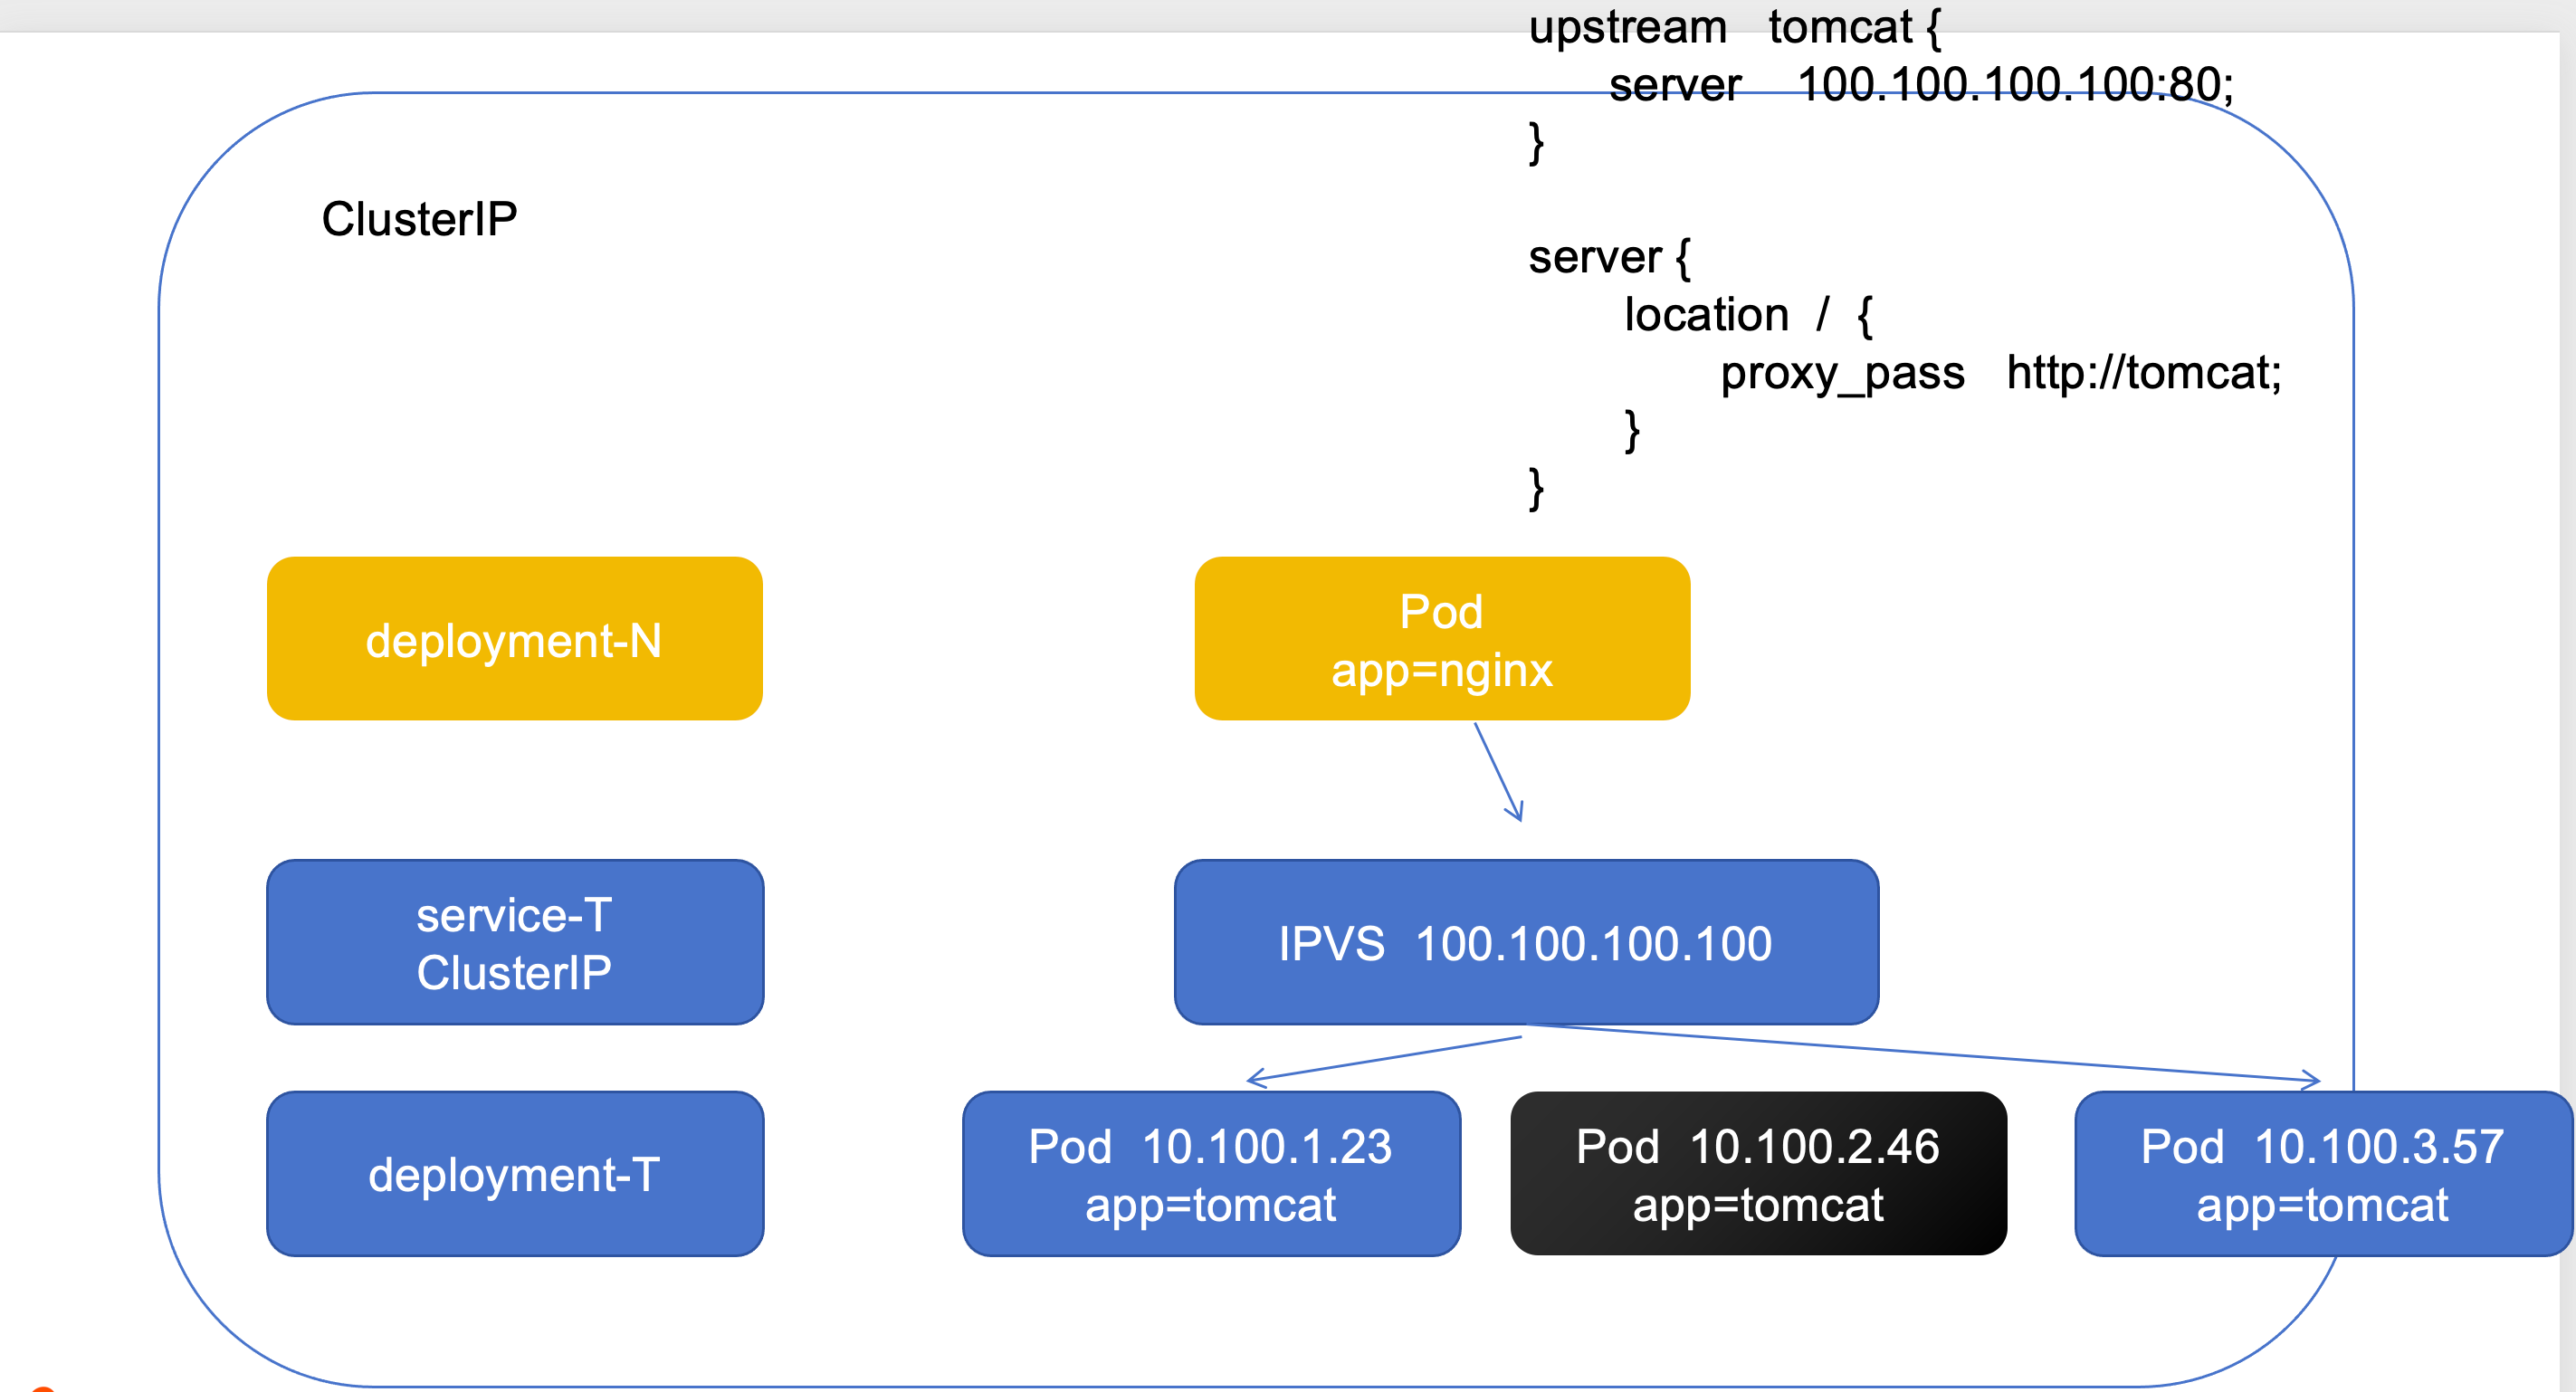 upstream tomcat {
server 100.100.100.100:80;
}
ClusterIP
server {
location / {
proxy_pass http://tomcat;
}
}
deployment-N
Pod
app=nginx
service-T
ClusterIP
IPVS 100.100.100.100
deployment-T
Pod 10.100.1.23
app=tomcat
Pod 10.100.2.46
app=tomcat
Pod 10.100.3.57
app=tomcat